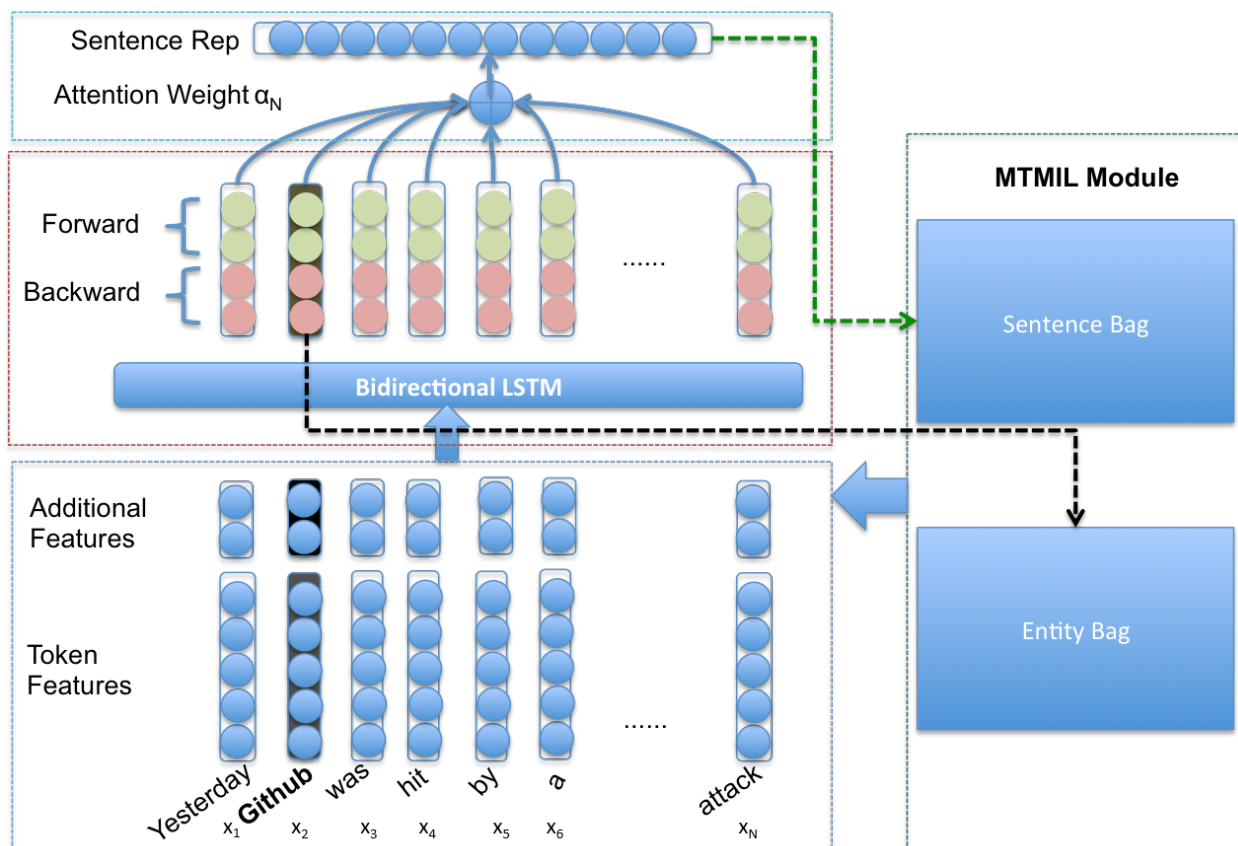 Sentence Rep
Attention Weight αN
MTMIL Module
Forward
Backward
......
Sentence Bag
Bidirectional LSTM
Additional
Features
Token
Features
......
Entity Bag
Yesterday Github was hit by a attack
x1 x2 x3 x4 x5 x6 xN